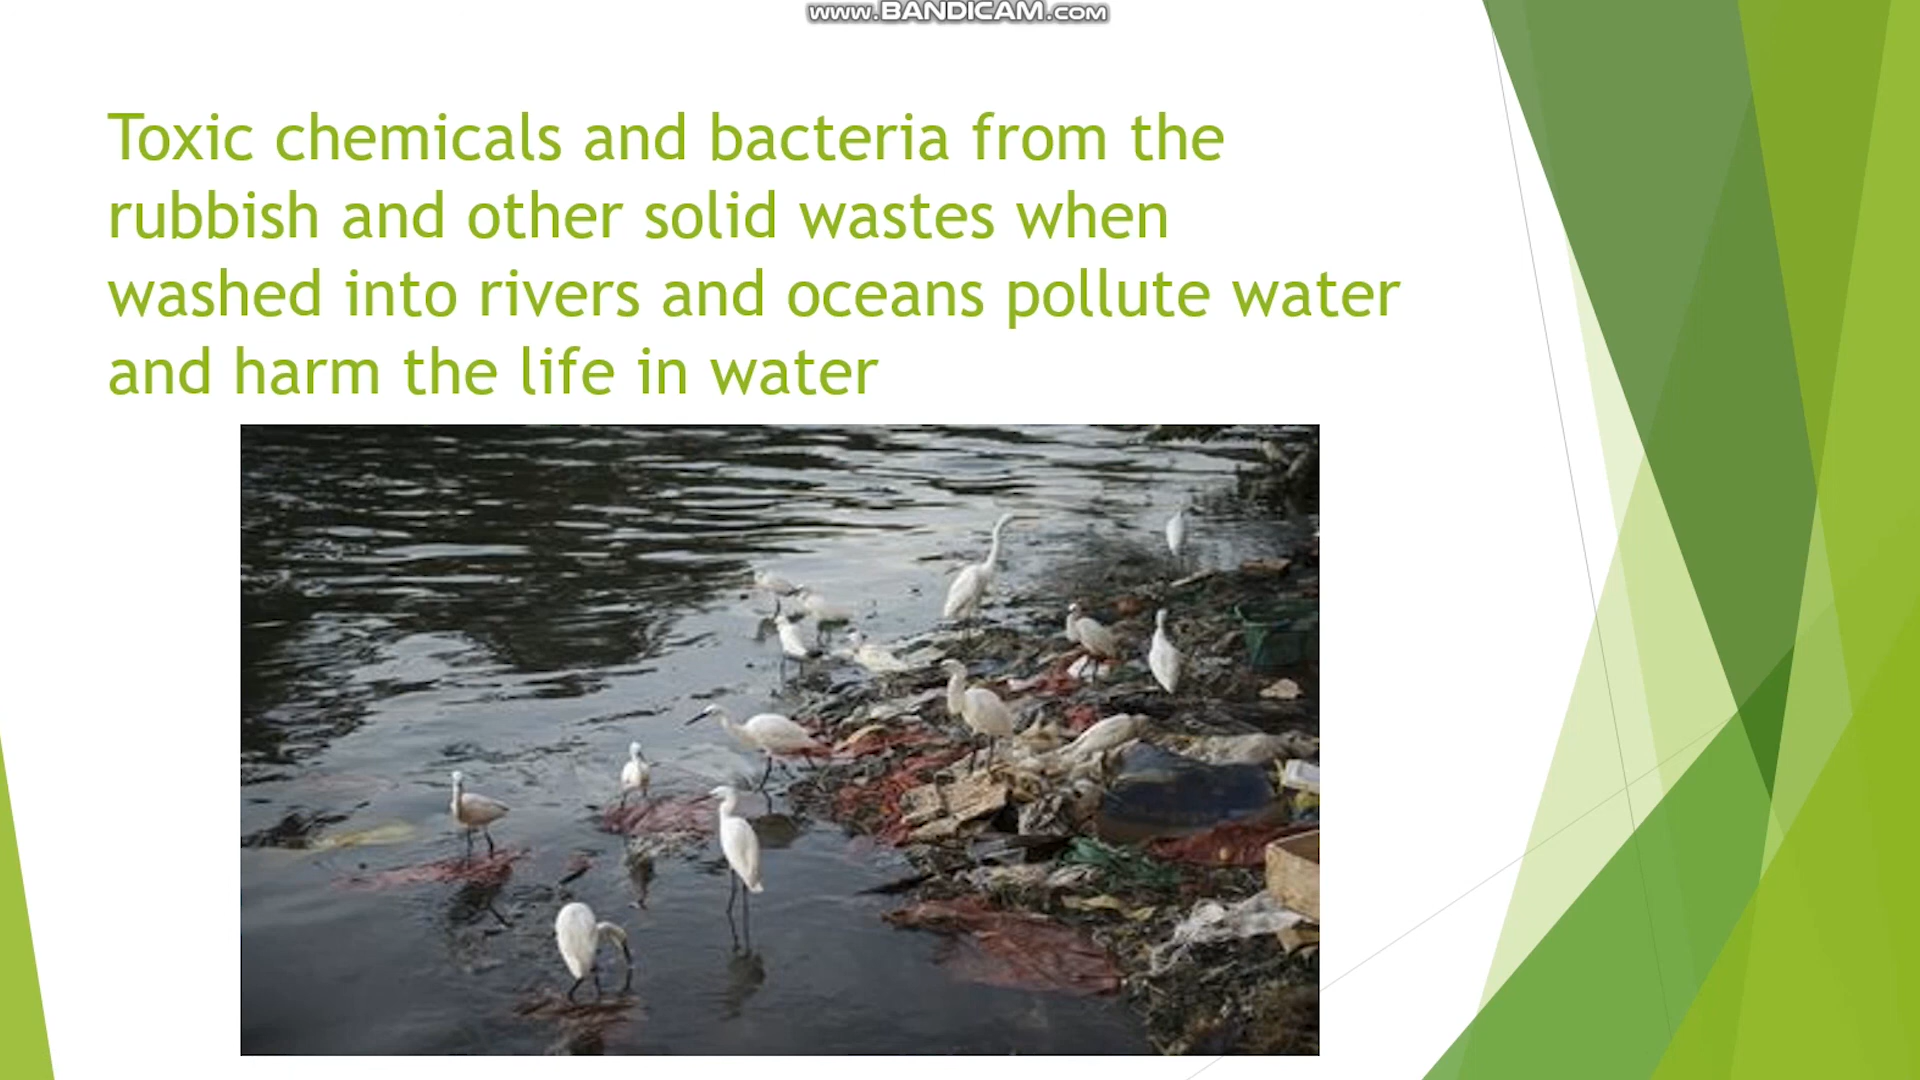 www.BANDICAM.com
Toxic chemicals and bacteria from the
rubbish and other solid wastes when
washed into rivers and oceans pollute water
and harm the life in water